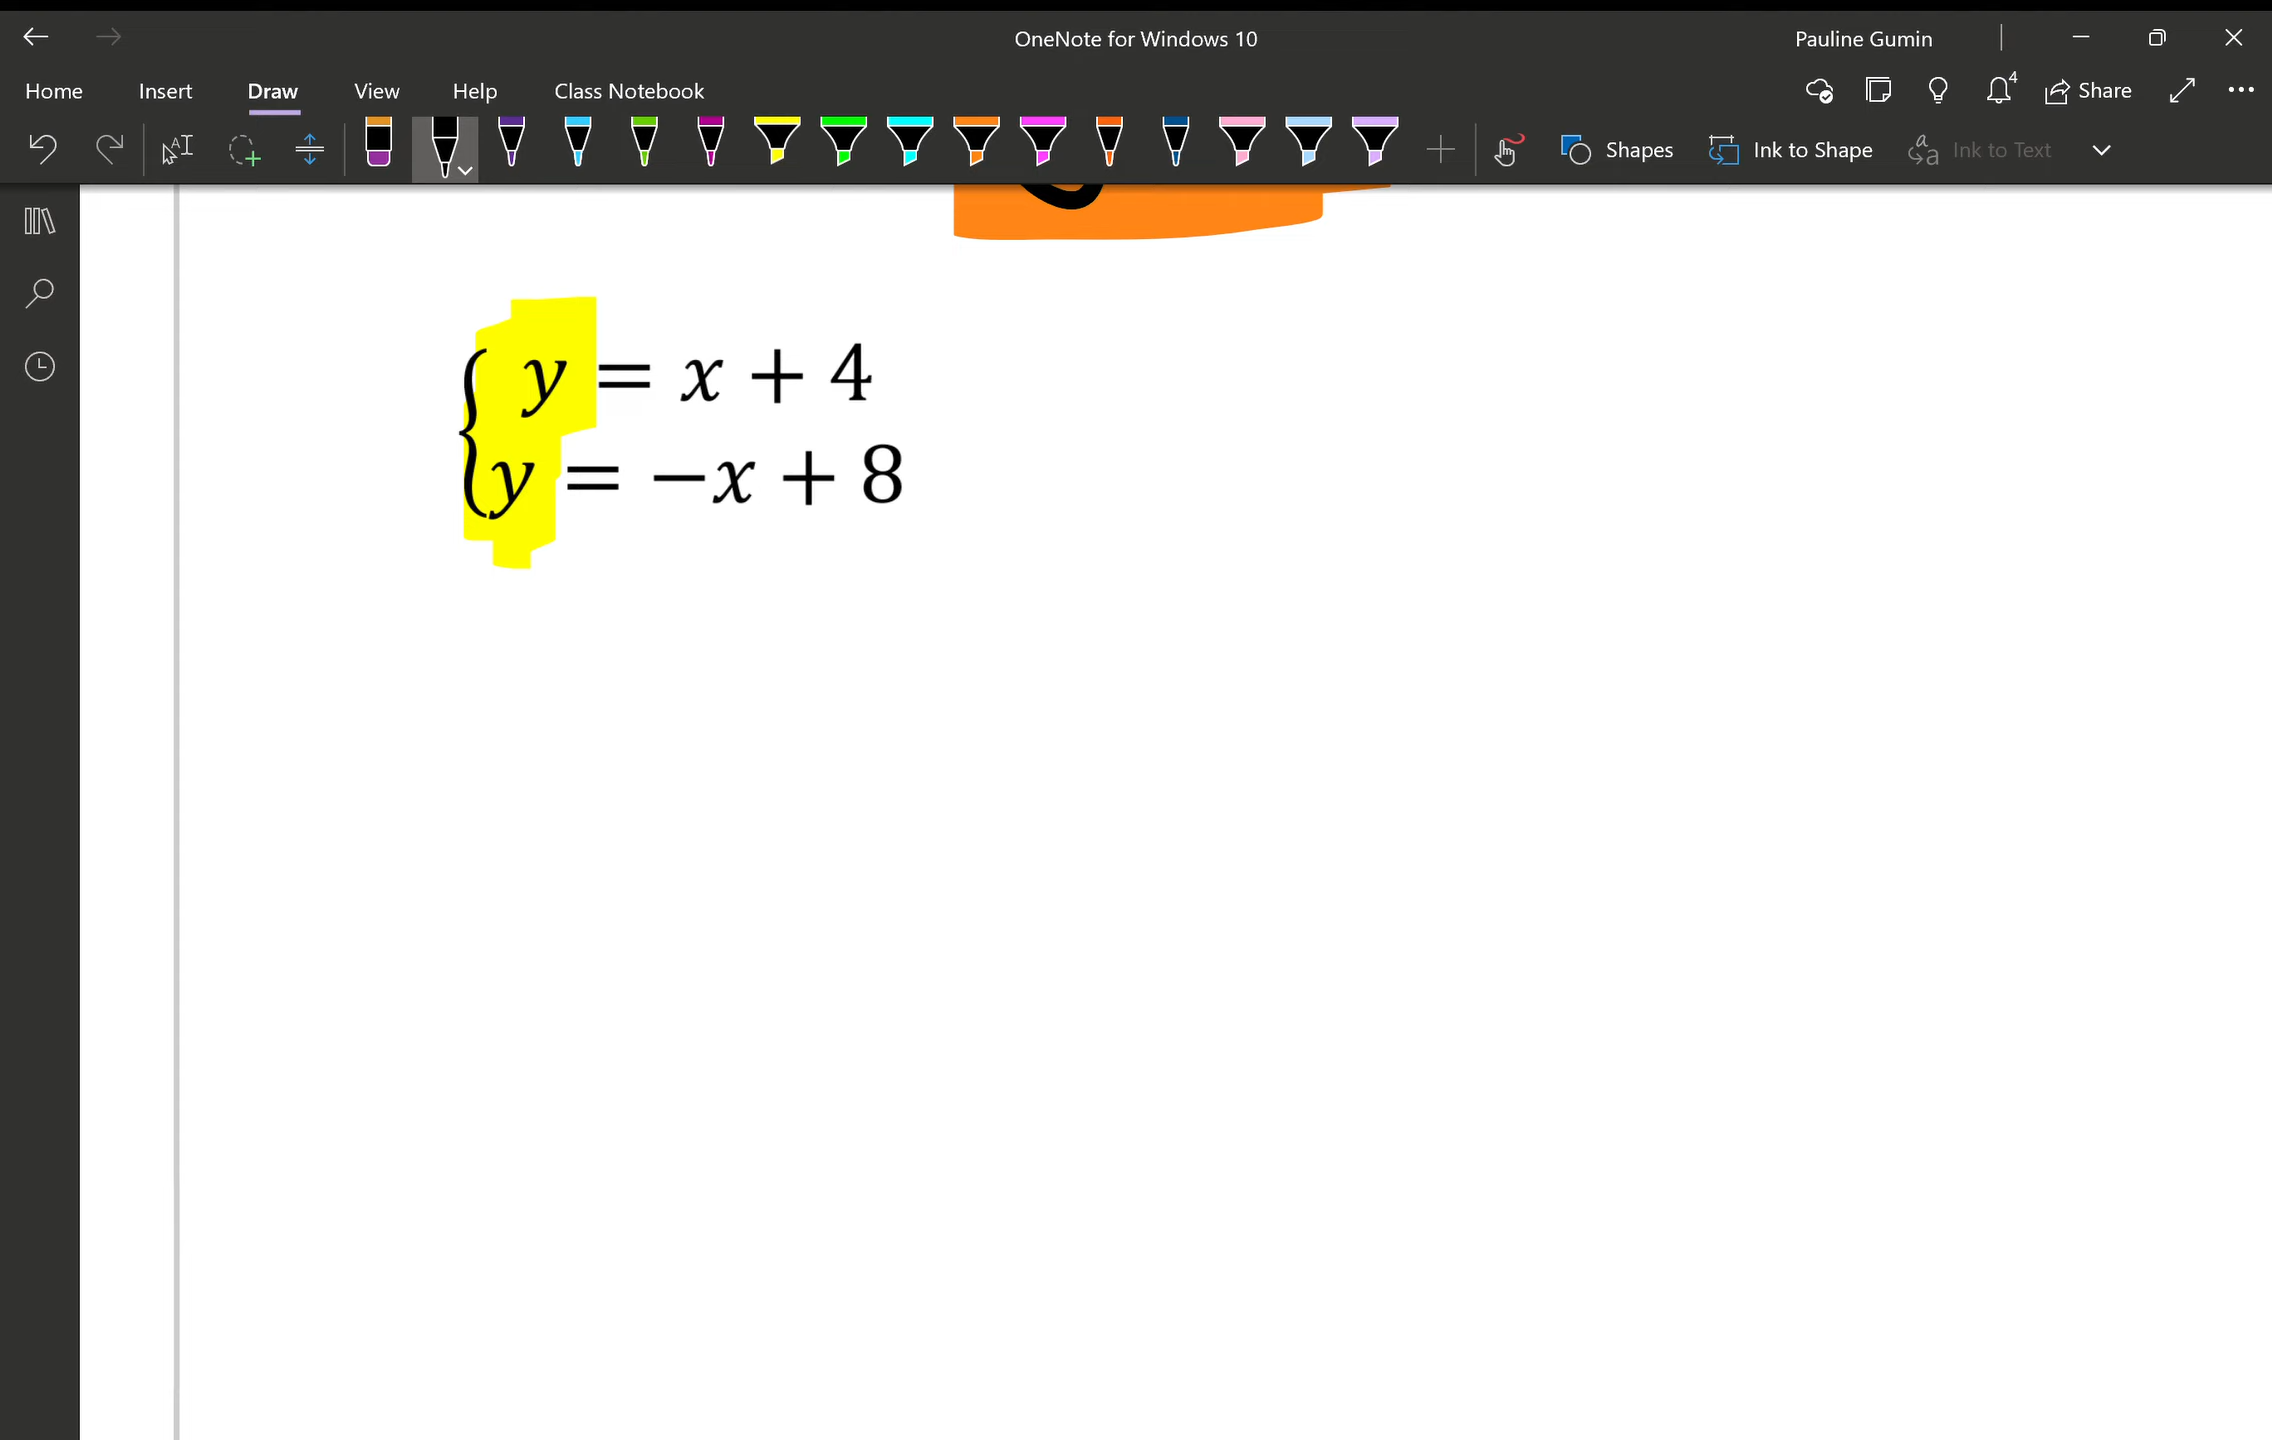 OneNote for Windows 10
Pauline Gumin
Home Insert Draw View Help Class Notebook
4
Share
Shapes Ink to Shape Ink to Text
y = x + 4
y = −x + 8